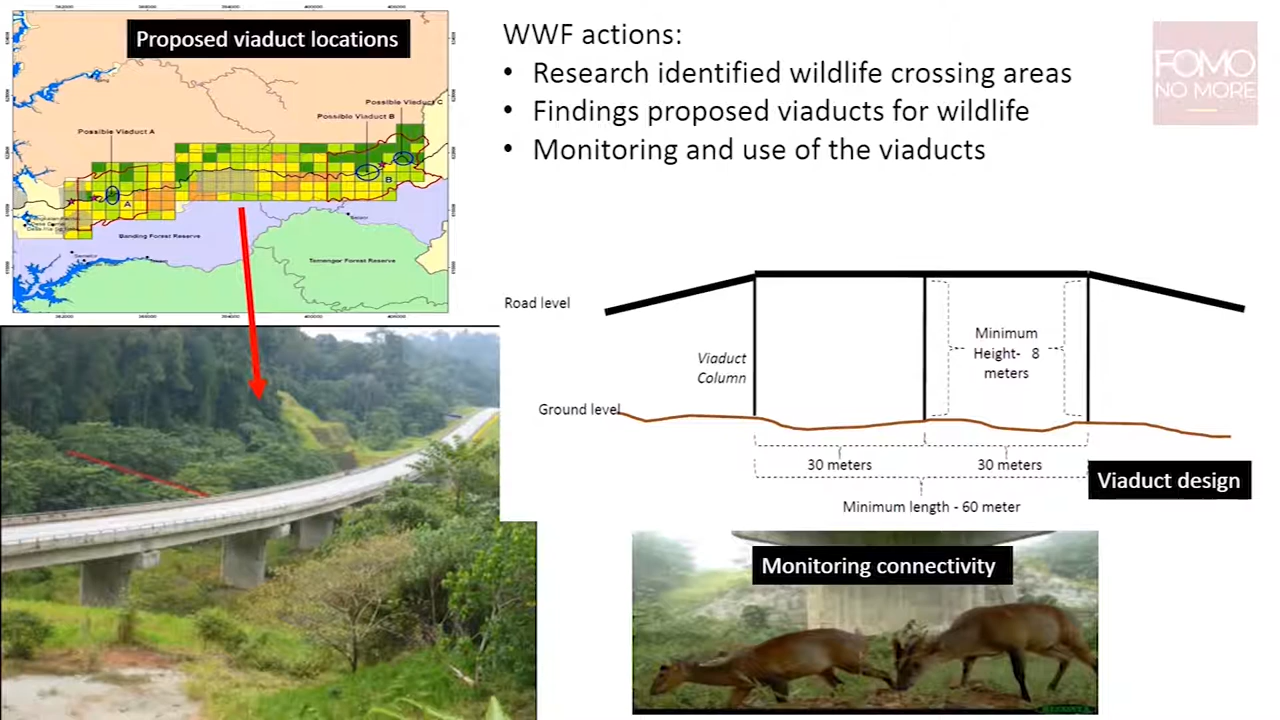 Proposed viaduct locations
Possible Viaduct C
Possible Viaduct B
Possible Viaduct A
A
B
Banding Forest Reserve
Temengor Forest Reserve
WWF actions:
• Research identified wildlife crossing areas
• Findings proposed viaducts for wildlife
• Monitoring and use of the viaducts
FOMO
NO MORE
Road level
Viaduct
Column
Minimum
Height- 8
meters
Ground level
30 meters
30 meters
Minimum length - 60 meter
Viaduct design
Monitoring connectivity